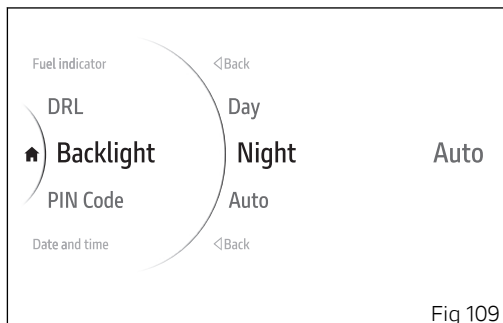 Fuel indicator ◁Back
DRL Day
Backlight Night Auto
PIN Code Auto
Date and time ◁Back
Fig 109